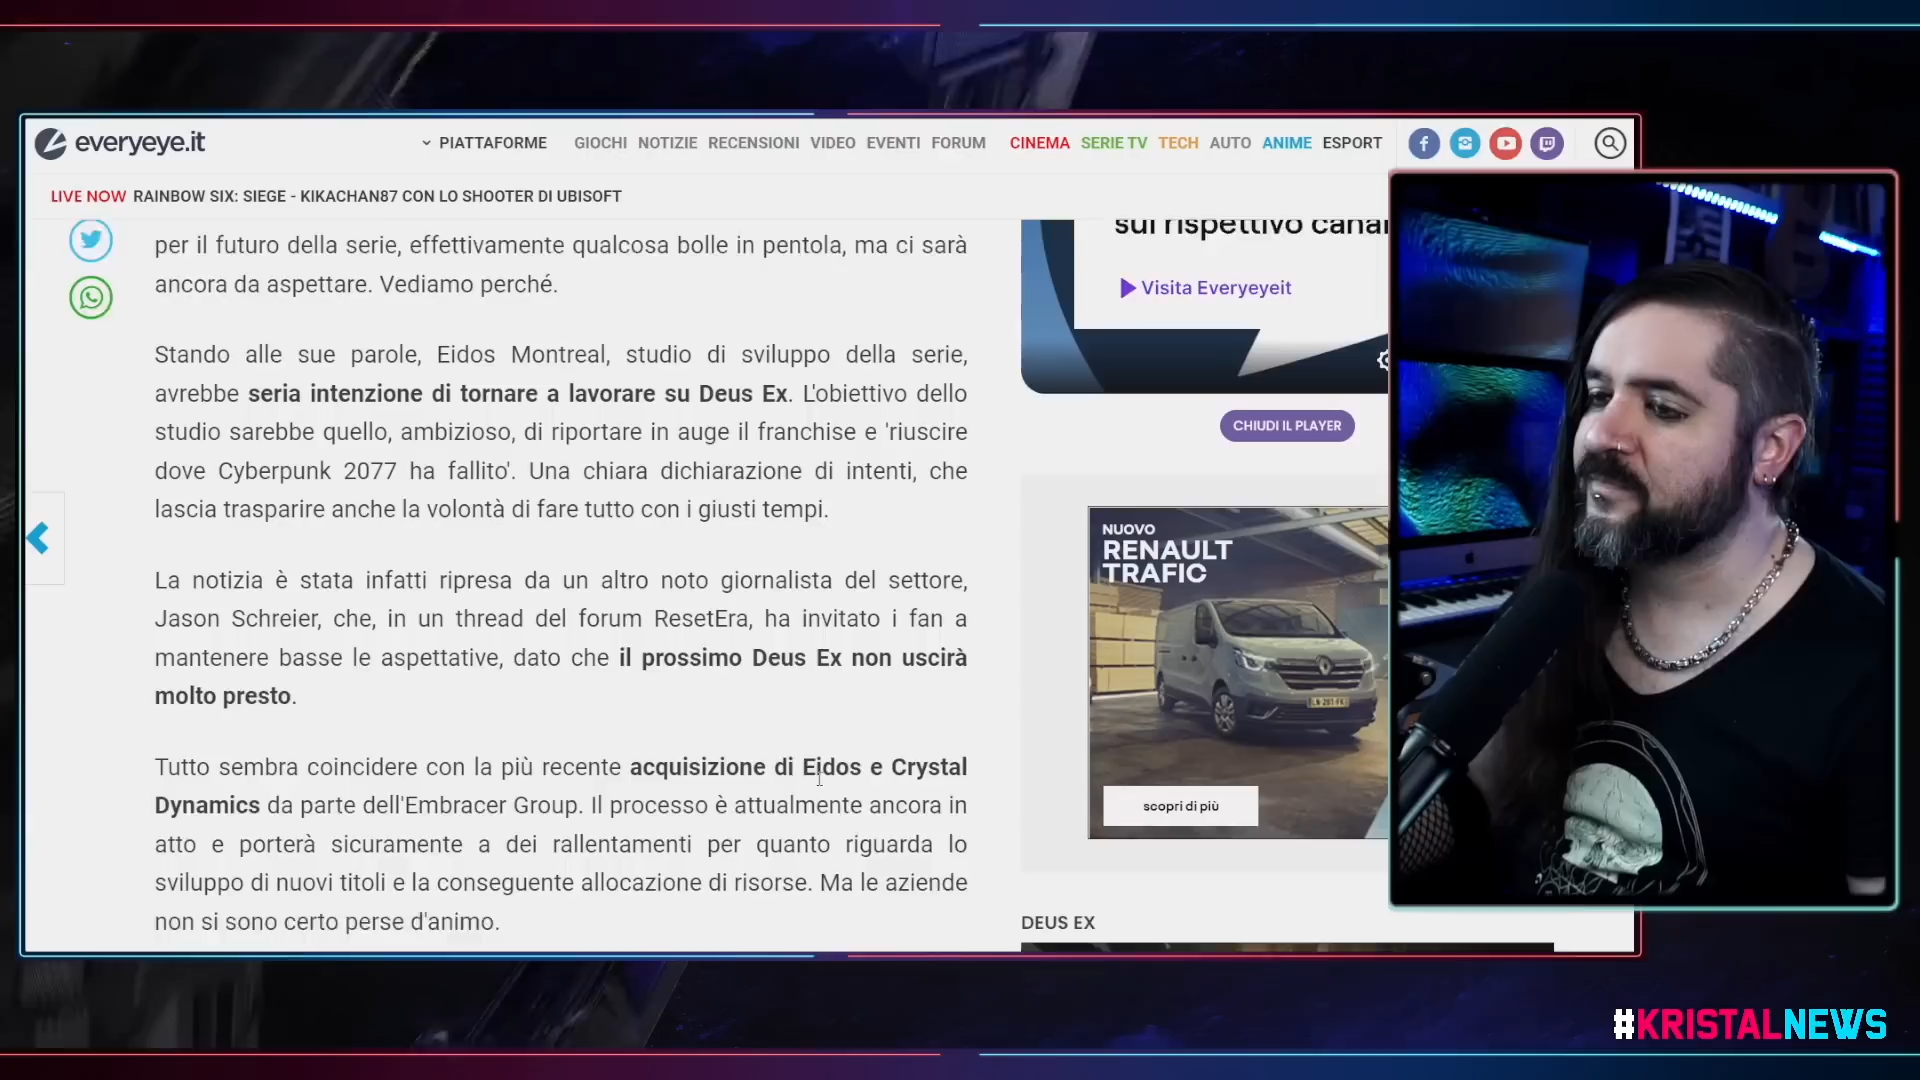 everyeye.it
PIATTAFORME GIOCHI NOTIZIE RECENSIONI VIDEO EVENTI FORUM CINEMA SERIE TV TECH AUTO ANIME ESPORT
LIVE NOW RAINBOW SIX: SIEGE - KIKACHAN87 CON LO SHOOTER DI UBISOFT
per il futuro della serie, effettivamente qualcosa bolle in pentola, ma ci sarà
ancora da aspettare. Vediamo perché.
Stando alle sue parole, Eidos Montreal, studio di sviluppo della serie,
avrebbe seria intenzione di tornare a lavorare su Deus Ex. L'obiettivo dello
studio sarebbe quello, ambizioso, di riportare in auge il franchise e 'riuscire
dove Cyberpunk 2077 ha fallito'. Una chiara dichiarazione di intenti, che
lascia trasparire anche la volontà di fare tutto con i giusti tempi.
La notizia è stata infatti ripresa da un altro noto giornalista del settore,
Jason Schreier, che, in un thread del forum ResetEra, ha invitato i fan a
mantenere basse le aspettative, dato che il prossimo Deus Ex non uscirà
molto presto.
Tutto sembra coincidere con la più recente acquisizione di Eidos e Crystal
Dynamics da parte dell'Embracer Group. Il processo è attualmente ancora in
atto e porterà sicuramente a dei rallentamenti per quanto riguarda lo
sviluppo di nuovi titoli e la conseguente allocazione di risorse. Ma le aziende
non si sono certo perse d'animo.
sul rispettivo canal
Visita Everyeyeit
CHIUDI IL PLAYER
NUOVO
RENAULT
TRAFIC
scopri di più
DEUS EX
#KRISTALNEWS